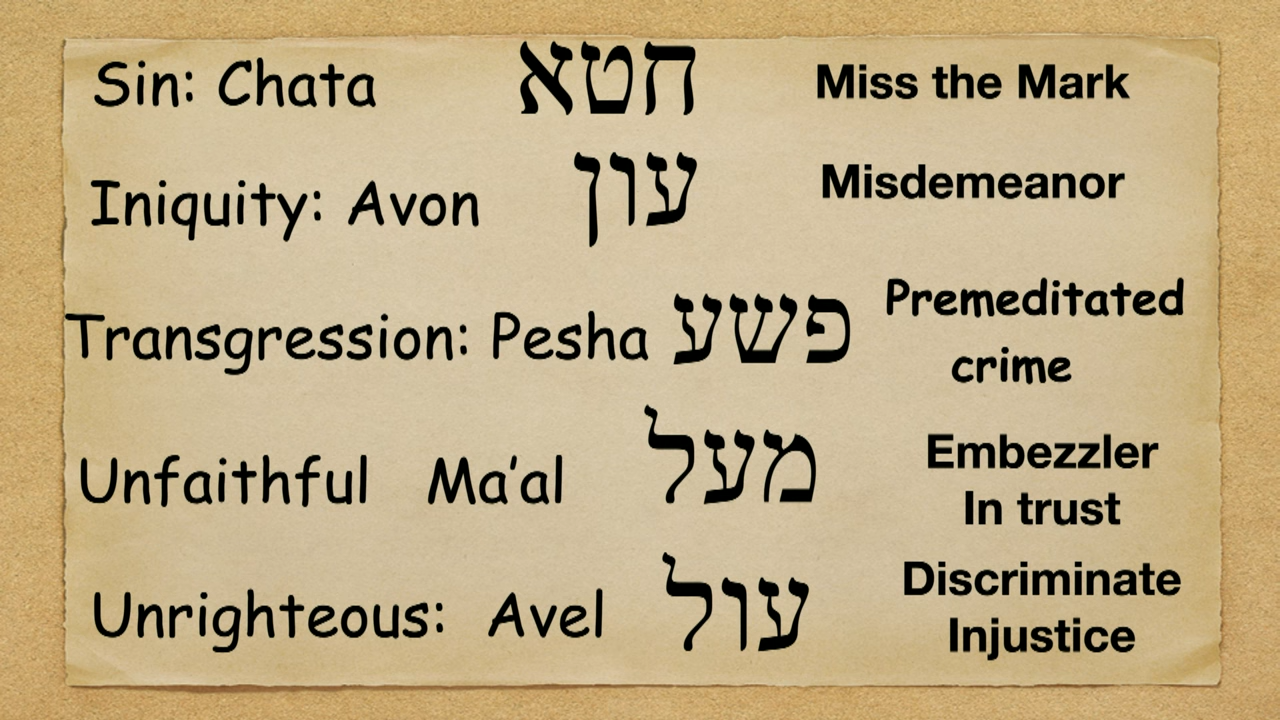 Sin: Chata חטא Miss the Mark
Iniquity: Avon עון Misdemeanor
Transgression: Pesha פשע Premeditated
crime
Unfaithful Ma’al מעל Embezzler
In trust
Unrighteous: Avel עול Discriminate
Injustice